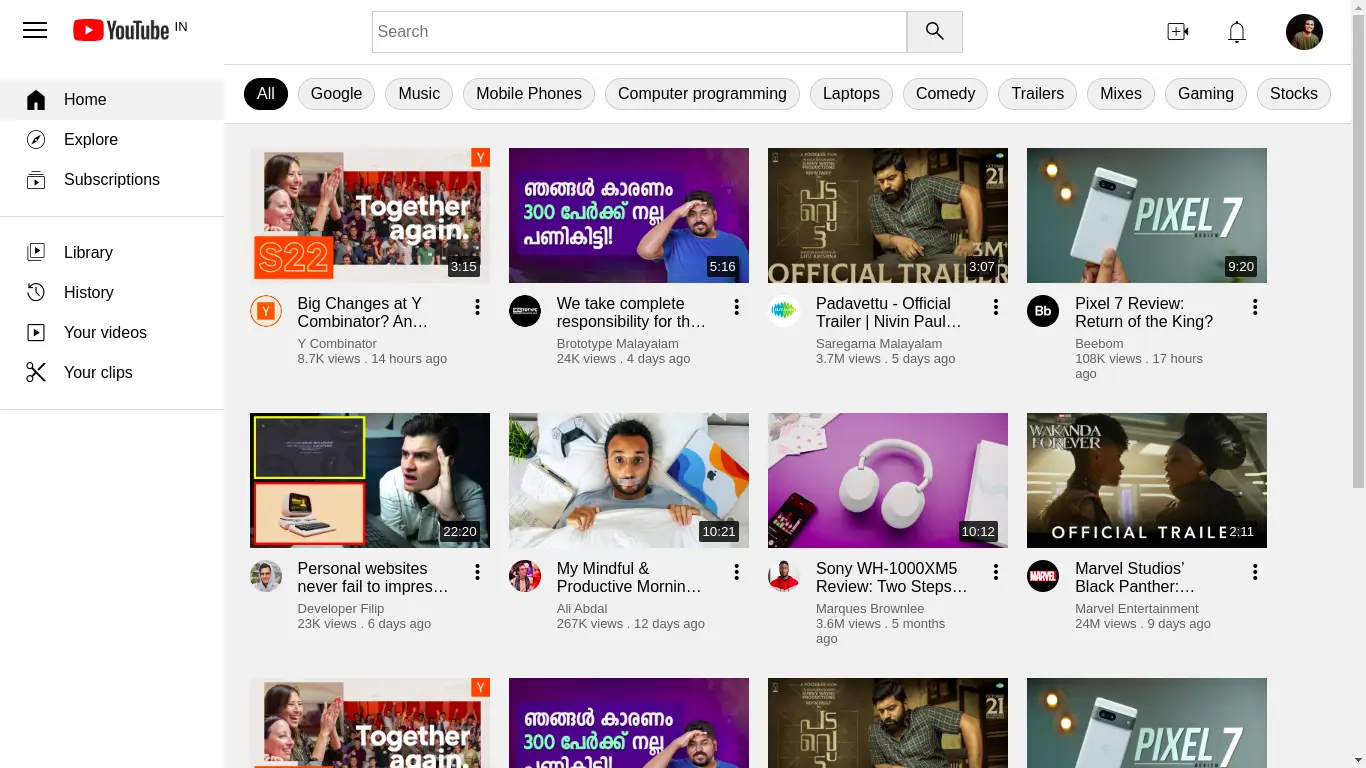 YouTube IN
Search
All Google Music Mobile Phones Computer programming Laptops Comedy Trailers Mixes Gaming Stocks
Home
Explore
Subscriptions
Library
History
Your videos
Your clips
Y
Together
again.
S22
3:15
Y
Big Changes at Y
Combinator? An…
Y Combinator
8.7K views . 14 hours ago
ഞങ്ങൾ കാരണം
300 പേർക്ക് നല്ല
പണികിട്ടി!
5:16
We take complete
responsibility for th…
Brototype Malayalam
24K views . 4 days ago
OCTOBER
21
പടവെട്ട്
3M+
OFFICIAL TRAILER
3:07
Padavettu - Official
Trailer | Nivin Paul…
Saregama Malayalam
3.7M views . 5 days ago
PIXEL 7
REVIEW
9:20
Bb
Pixel 7 Review:
Return of the King?
Beebom
108K views . 17 hours
ago
22:20
Personal websites
never fail to impres…
Developer Filip
23K views . 6 days ago
10:21
My Mindful &
Productive Mornin…
Ali Abdal
267K views . 12 days ago
10:12
Sony WH-1000XM5
Review: Two Steps…
Marques Brownlee
3.6M views . 5 months
ago
WAKANDA
FOREVER
OFFICIAL TRAILE
2:11
MARVEL
Marvel Studios’
Black Panther:…
Marvel Entertainment
24M views . 9 days ago
Y
Together
again.
ഞങ്ങൾ കാരണം
300 പേർക്ക് നല്ല
പണികിട്ടി!
OCTOBER
21
പടവെട്ട്
PIXEL 7